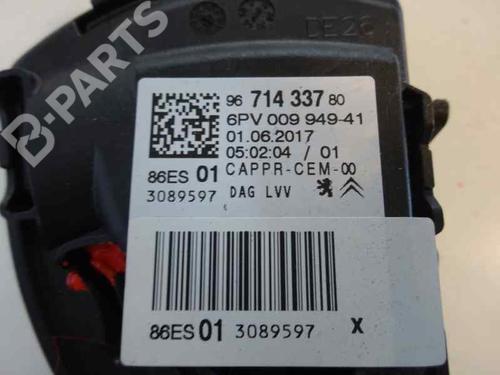 B-PARTS
DE26
96 714 337 80
6PV 009 949-41
01.06.2017
05:02:04 / 01
86ES 01 CAPPR-CEM-00
3089597 DAG LVV
86ES 01 3089597 X